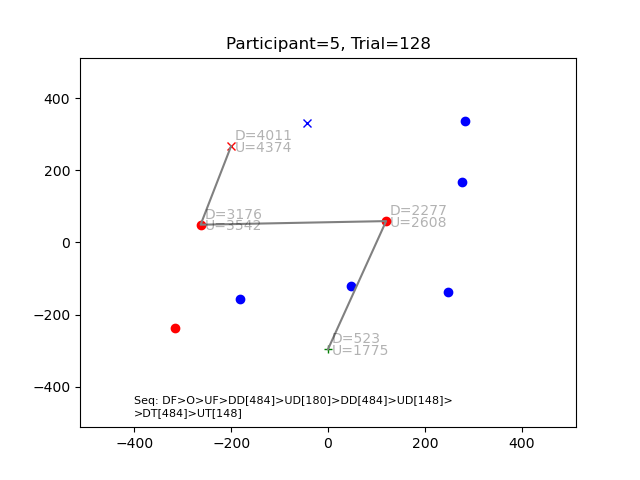 Participant=5, Trial=128
400
200
0
−200
−400
−400
−200
0
200
400
D=4011
U=4374
D=3176
U=3542
D=2277
U=2608
D=523
U=1775
Seq: DF>O>UF>DD[484]>UD[180]>DD[484]>UD[148]>
>DT[484]>UT[148]